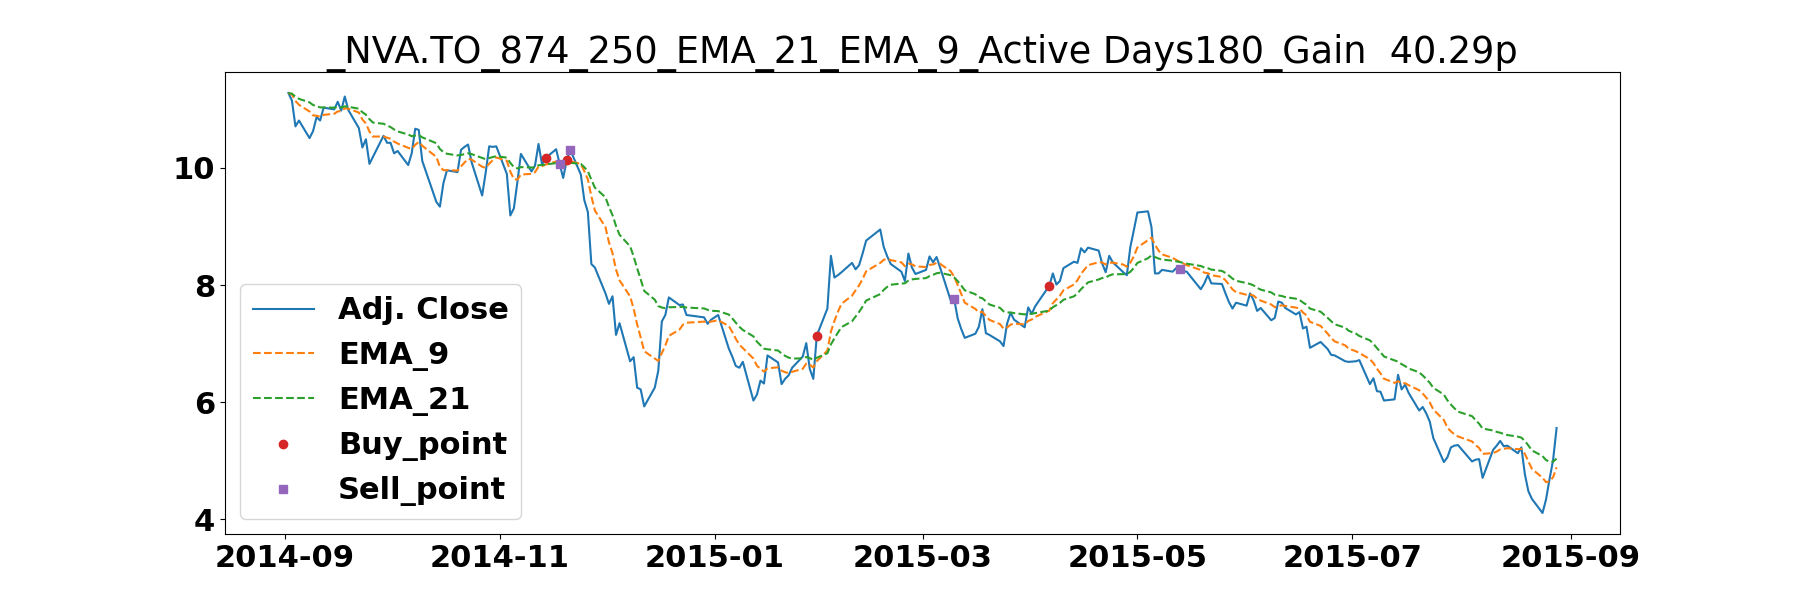 _NVA.TO_874_250_EMA_21_EMA_9_Active Days180_Gain  40.29p
10
8
6
4
Adj. Close
EMA_9
EMA_21
Buy_point
Sell_point
2014-09 2014-11 2015-01 2015-03 2015-05 2015-07 2015-09